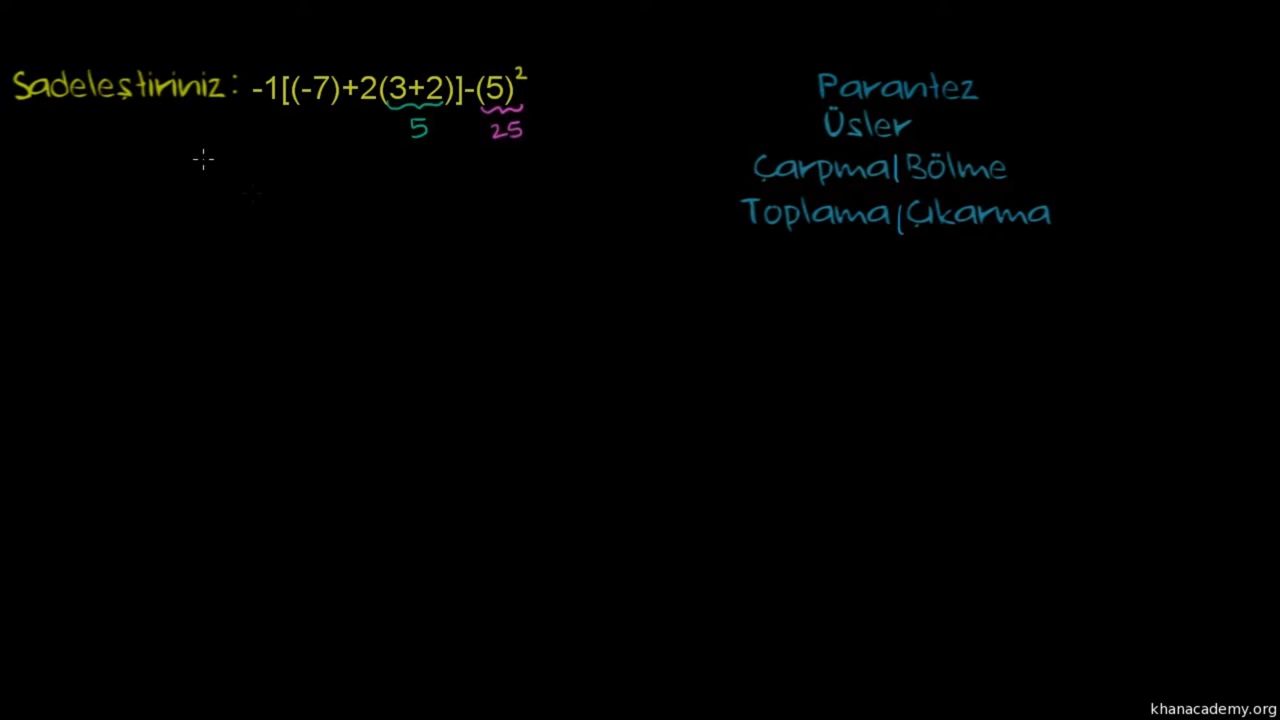 Sadeleştiriniz: -1[(-7)+2(3+2)]-(5)²
5 25
Parantez
Üsler
Çarpma/Bölme
Toplama/Çıkarma
khanacademy.org